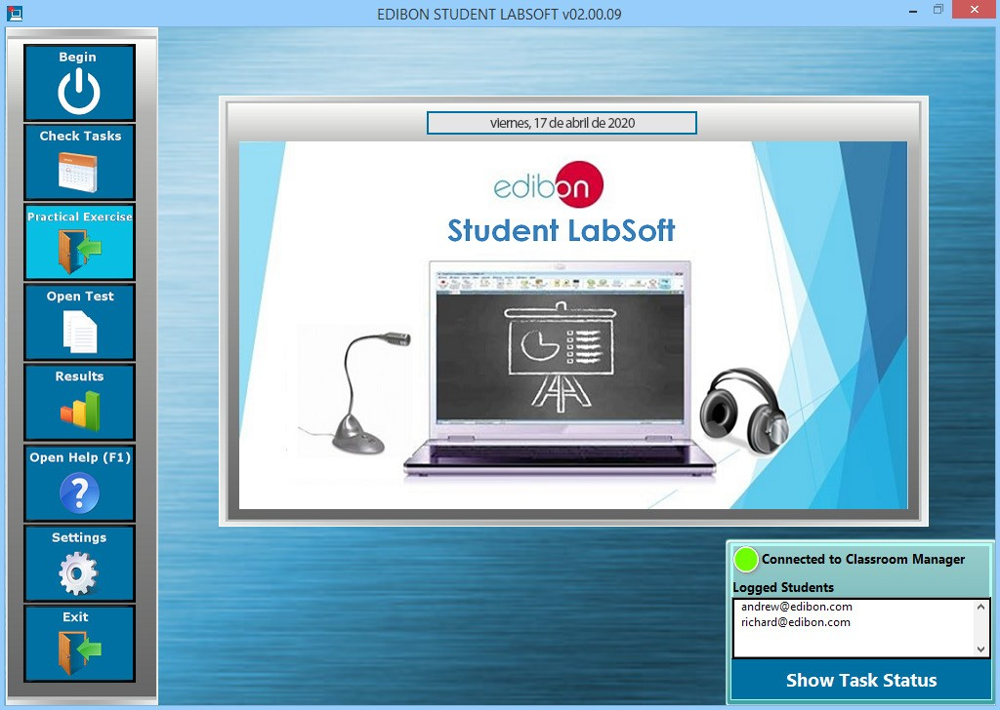 EDIBON STUDENT LABSOFT v02.00.09
Begin
Check Tasks
Practical Exercise
Open Test
Results
Open Help (F1)
Settings
Exit
viernes, 17 de abril de 2020
edibon
Student LabSoft
Connected to Classroom Manager
Logged Students
andrew@edibon.com
richard@edibon.com
Show Task Status